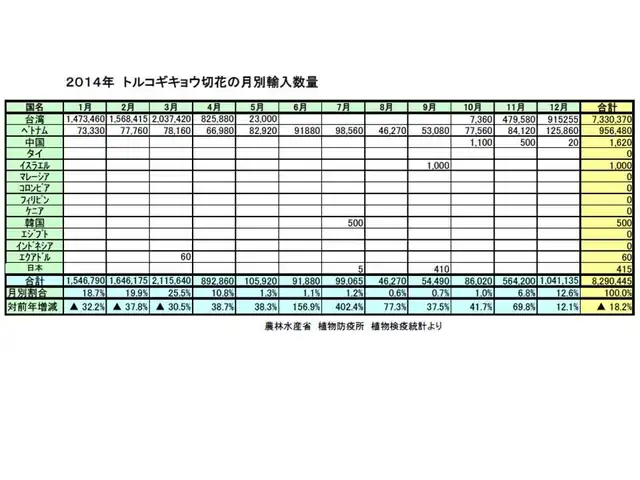 2014年 トルコギキョウ切花の月別輸入数量
国名 1月 2月 3月 4月 5月 6月 7月 8月 9月 10月 11月 12月 合計
台湾 1,473,460 1,568,415 2,037,420 825,880 23,000 7,360 479,580 915255 7,330,370
ベトナム 73,330 77,760 78,160 66,980 82,920 91880 98,560 46,270 53,080 77,560 84,120 125,860 956,480
中国 1,100 500 20 1,620
タイ 0
イスラエル 1,000 1,000
マレーシア 0
コロンビア 0
フィリピン 0
ケニア 0
韓国 500 500
エジプト 0
インドネシア 0
エクアドル 60 60
日本 5 410 415
合計 1,546,790 1,646,175 2,115,640 892,860 105,920 91,880 99,065 46,270 54,490 86,020 564,200 1,041,135 8,290,445
月別割合 18.7% 19.9% 25.5% 10.8% 1.3% 1.1% 1.2% 0.6% 0.7% 1.0% 6.8% 12.6% 100.0%
対前年増減 ▲ 32.2% ▲ 37.8% ▲ 30.5% 38.7% 38.3% 156.9% 402.4% 77.3% 37.5% 41.7% 69.8% 12.1% ▲ 18.2%
農林水産省 植物防疫所 植物検疫統計より